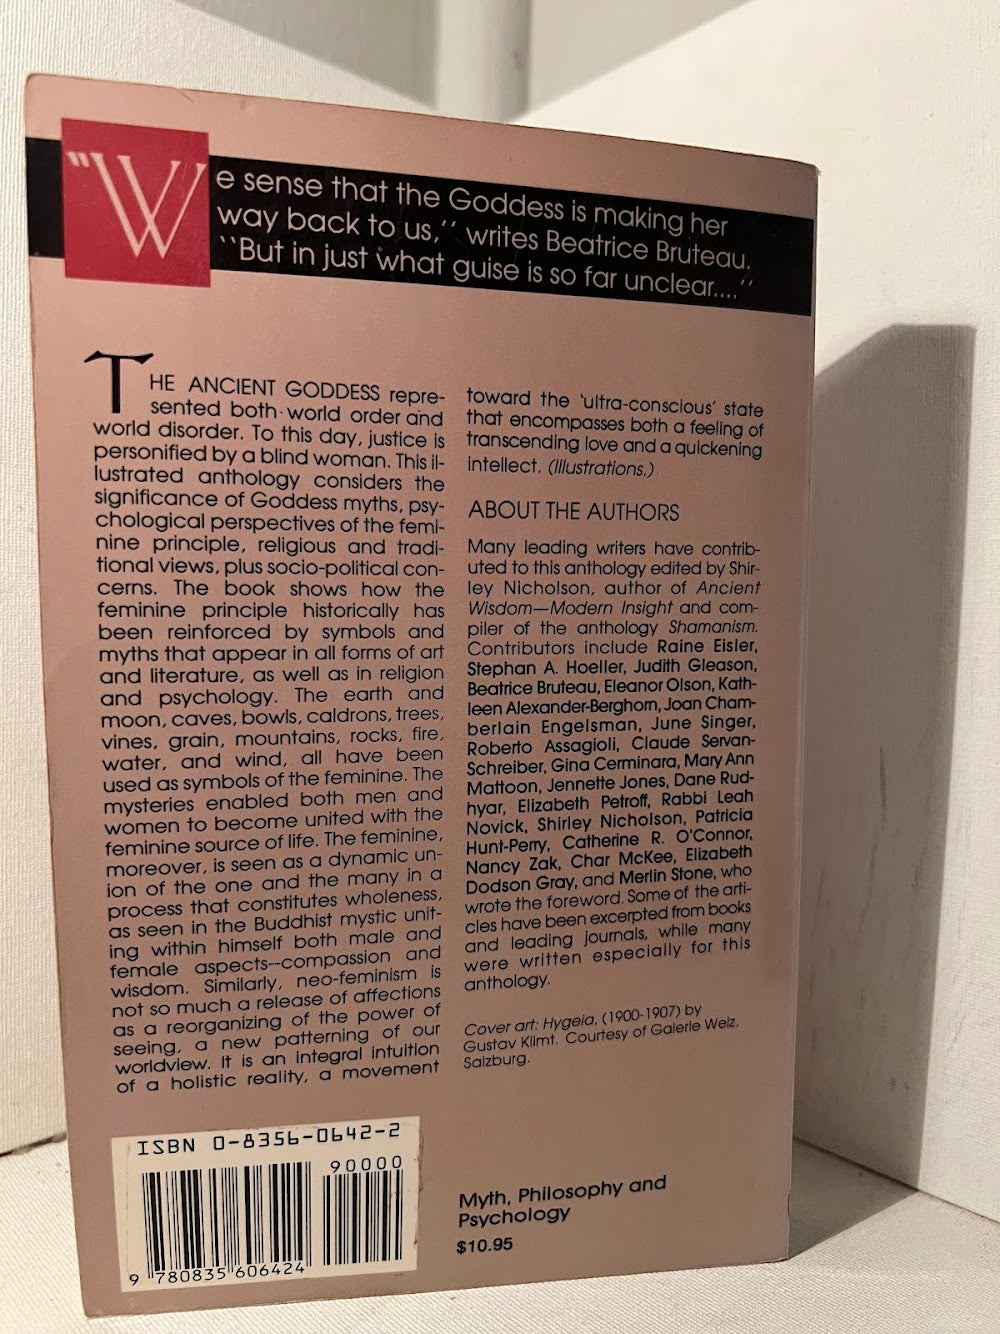 "We sense that the Goddess is making her
way back to us,'' writes Beatrice Bruteau.
``But in just what guise is so far unclear....''
THE ANCIENT GODDESS repre-
sented both world order and
world disorder. To this day, justice is
personified by a blind woman. This il-
lustrated anthology considers the
significance of Goddess myths, psy-
chological perspectives of the femi-
nine principle, religious and tradi-
tional views, plus socio-political con-
cerns. The book shows how the
feminine principle historically has
been reinforced by symbols and
myths that appear in all forms of art
and literature, as well as in religion
and psychology. The earth and
moon, caves, bowls, caldrons, trees,
vines, grain, mountains, rocks, fire,
water, and wind, all have been
used as symbols of the feminine. The
mysteries enabled both men and
women to become united with the
feminine source of life. The feminine,
moreover, is seen as a dynamic un-
ion of the one and the many in a
process that constitutes wholeness,
as seen in the Buddhist mystic unit-
ing within himself both male and
female aspects--compassion and
wisdom. Similarly, neo-feminism is
not so much a release of affections
as a reorganizing of the power of
seeing, a new patterning of our
worldview. It is an integral intuition
of a holistic reality, a movement
toward the 'ultra-conscious' state
that encompasses both a feeling of
transcending love and a quickening
intellect. (Illustrations.)
ABOUT THE AUTHORS
Many leading writers have contrib-
uted to this anthology edited by Shir-
ley Nicholson, author of Ancient
Wisdom—Modern Insight and com-
piler of the anthology Shamanism.
Contributors include Raine Eisler,
Stephan A. Hoeller, Judith Gleason,
Beatrice Bruteau, Eleanor Olson, Kath-
leen Alexander-Berghorn, Joan Cham-
berlain Engelsman, June Singer,
Roberto Assagioli, Claude Servan-
Schreiber, Gina Cerminara, Mary Ann
Mattoon, Jennette Jones, Dane Rud-
hyar, Elizabeth Petroff, Rabbi Leah
Novick, Shirley Nicholson, Patricia
Hunt-Perry, Catherine R. O'Connor,
Nancy Zak, Char McKee, Elizabeth
Dodson Gray, and Merlin Stone, who
wrote the foreword. Some of the arti-
cles have been excerpted from books
and leading journals, while many
were written especially for this
anthology.
Cover art: Hygeia, (1900-1907) by
Gustav Klimt. Courtesy of Galerie Welz,
Salzburg.
ISBN 0-8356-0642-2
90000
9 780835 606424
Myth, Philosophy and
Psychology
$10.95